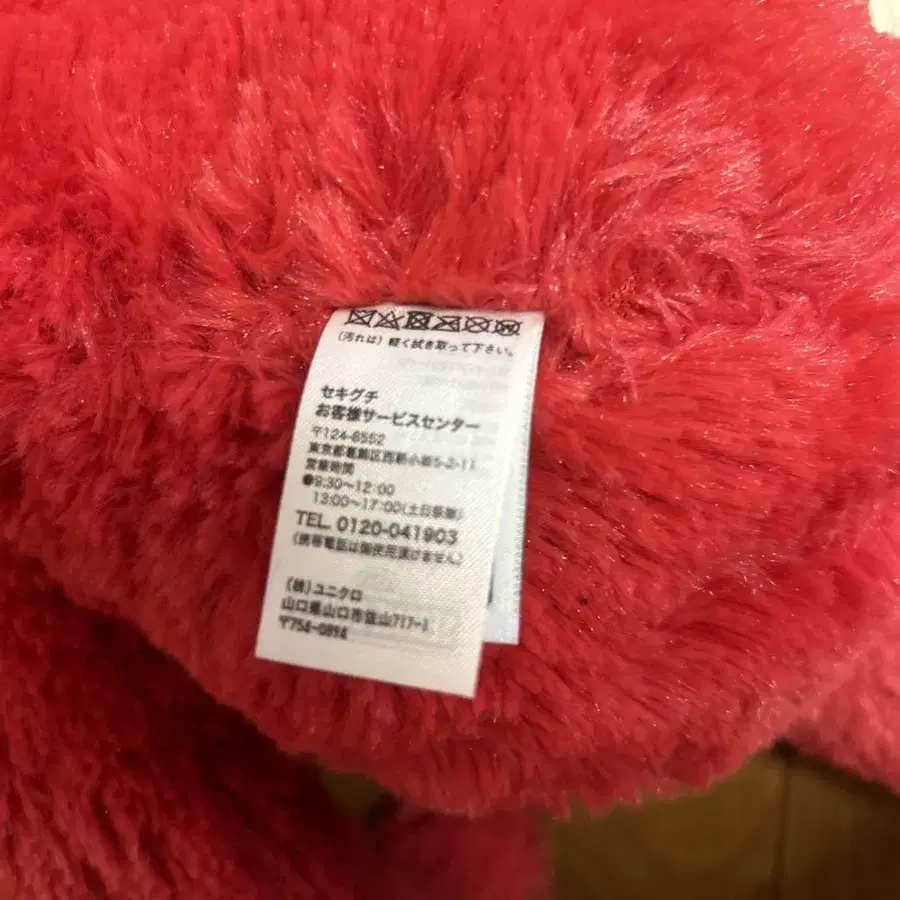 (汚れは) 軽く拭き取って下さい。
セキグチ
お客様サービスセンター
〒124-8552
東京都葛飾区西新小岩5-2-11
営業時間
●9:30〜12:00
13:00〜17:00(土日祭除)
TEL. 0120-041903
(携帯電話は御使用頂けません)
(株)ユニクロ
山口県山口市佐山717-1
〒754-0894